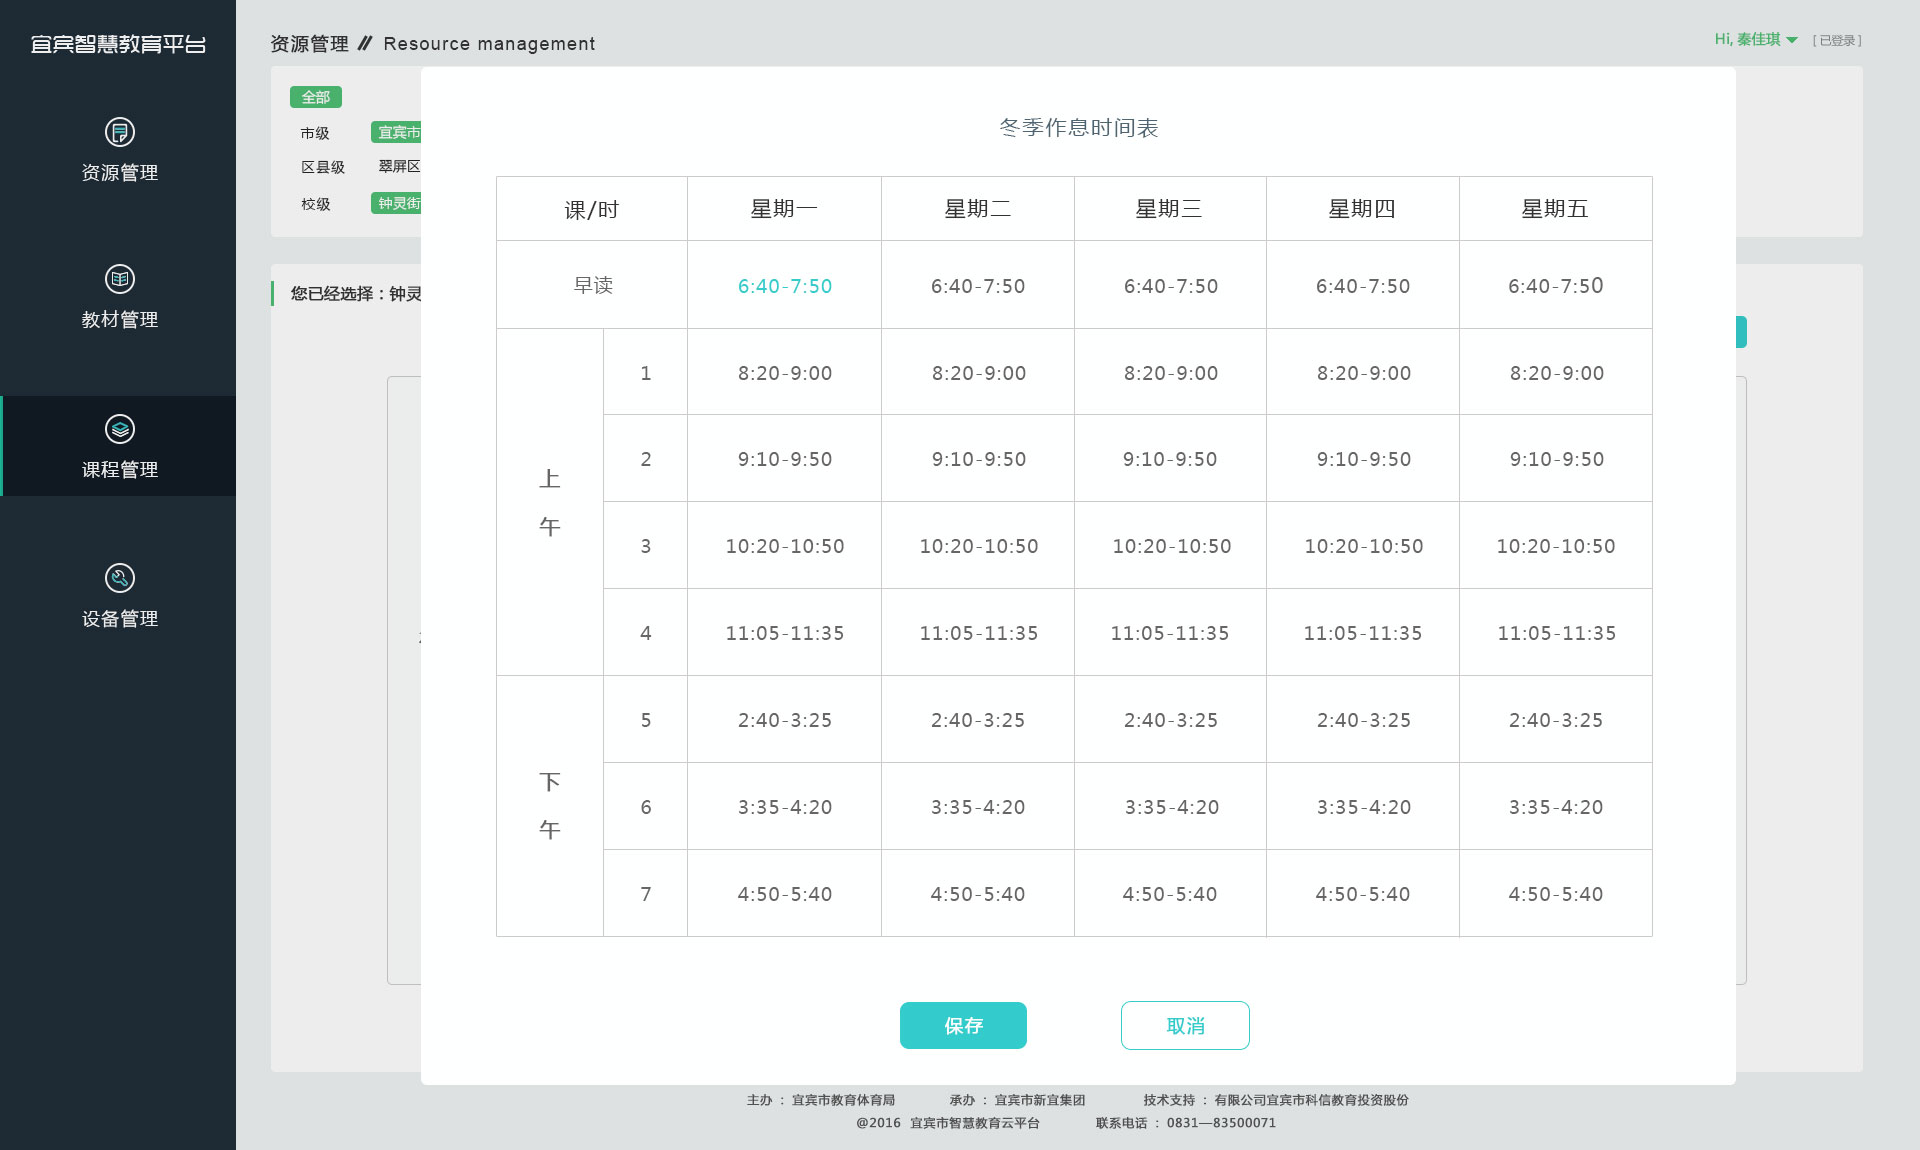 宜宾智慧教育平台
资源管理
教材管理
课程管理
设备管理
资源管理 // Resource management
Hi, 秦佳琪 [ 已登录 ]
全部
市级 宜宾市
区县级 翠屏区
校级 钟灵街
您已经选择：钟灵
冬季作息时间表
课/时 星期一 星期二 星期三 星期四 星期五
早读 6:40-7:50 6:40-7:50 6:40-7:50 6:40-7:50 6:40-7:50
上午
1 8:20-9:00 8:20-9:00 8:20-9:00 8:20-9:00 8:20-9:00
2 9:10-9:50 9:10-9:50 9:10-9:50 9:10-9:50 9:10-9:50
3 10:20-10:50 10:20-10:50 10:20-10:50 10:20-10:50 10:20-10:50
4 11:05-11:35 11:05-11:35 11:05-11:35 11:05-11:35 11:05-11:35
下午
5 2:40-3:25 2:40-3:25 2:40-3:25 2:40-3:25 2:40-3:25
6 3:35-4:20 3:35-4:20 3:35-4:20 3:35-4:20 3:35-4:20
7 4:50-5:40 4:50-5:40 4:50-5:40 4:50-5:40 4:50-5:40
保存 取消
主办 ： 宜宾市教育体育局 承办 ： 宜宾市新宜集团 技术支持 ： 有限公司宜宾市科信教育投资股份
@2016 宜宾市智慧教育云平台 联系电话 ： 0831—83500071